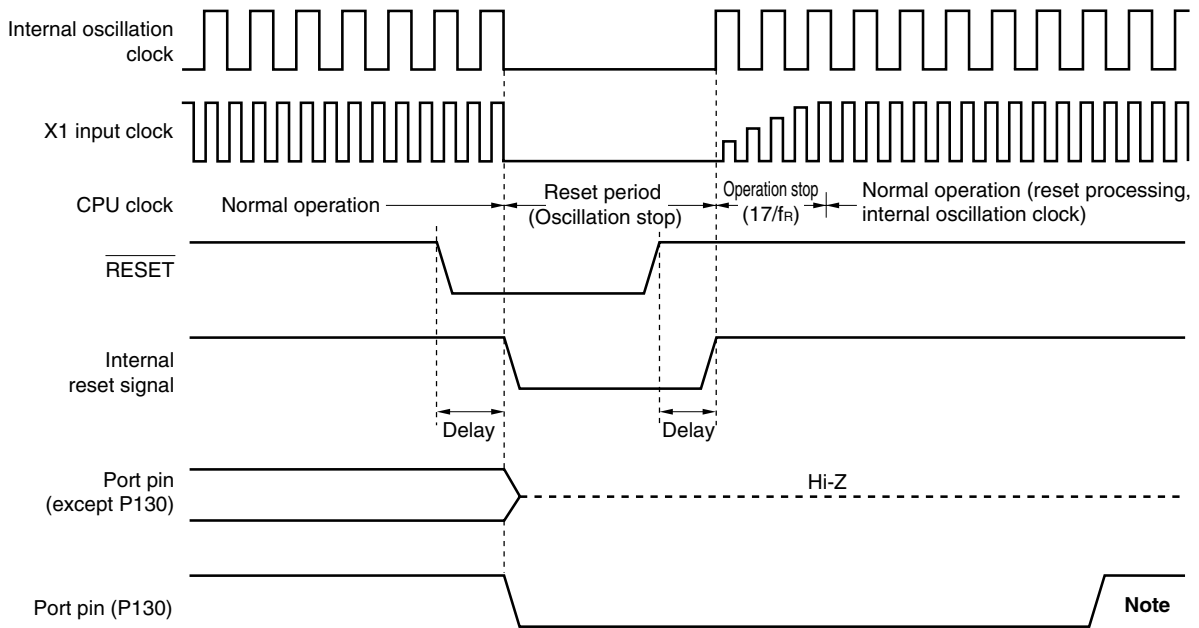 Internal oscillation
clock
X1 input clock
CPU clock
Normal operation
Reset period
(Oscillation stop)
Operation stop
(17/fR)
Normal operation (reset processing,
internal oscillation clock)
RESET
Internal
reset signal
Delay
Delay
Port pin
(except P130)
Hi-Z
Port pin (P130)
Note